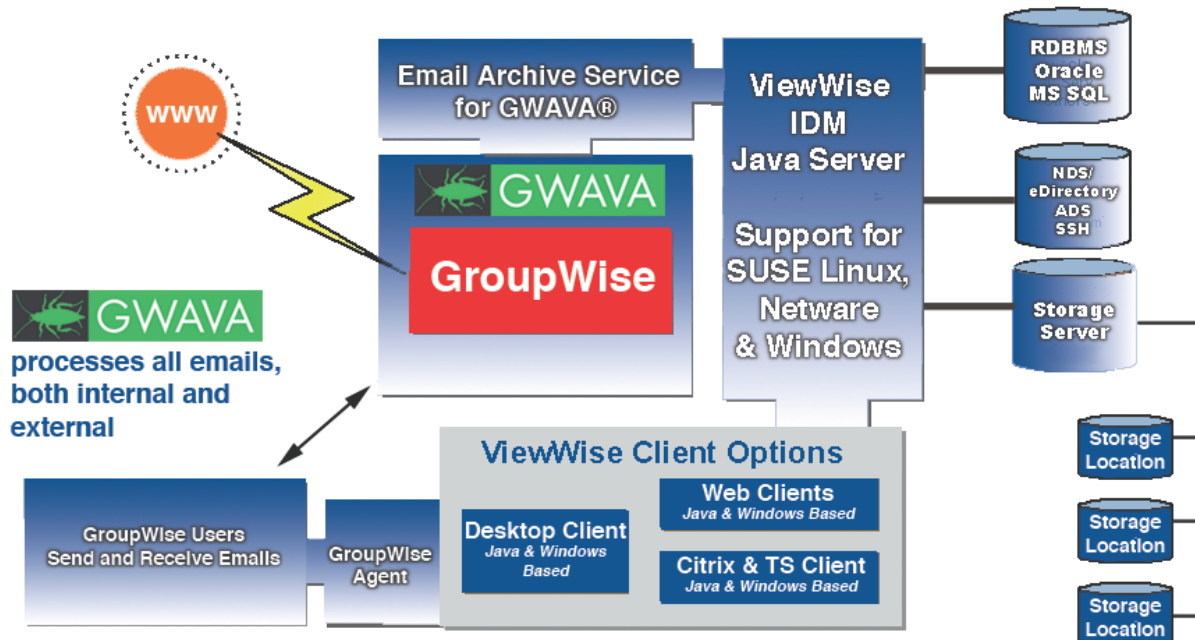 Email Archive Service
for GWAVA®
ViewWise
IDM
Java Server
Support for
SUSE Linux,
Netware
& Windows
RDBMS
Oracle
MS SQL
NDS/
eDirectory
ADS
SSH
Storage
Server
www
GWAVA
GroupWise
GWAVA
processes all emails,
both internal and
external
GroupWise Users
Send and Receive Emails
GroupWise
Agent
ViewWise Client Options
Desktop Client
Java & Windows
Based
Web Clients
Java & Windows Based
Citrix & TS Client
Java & Windows Based
Storage
Location
Storage
Location
Storage
Location